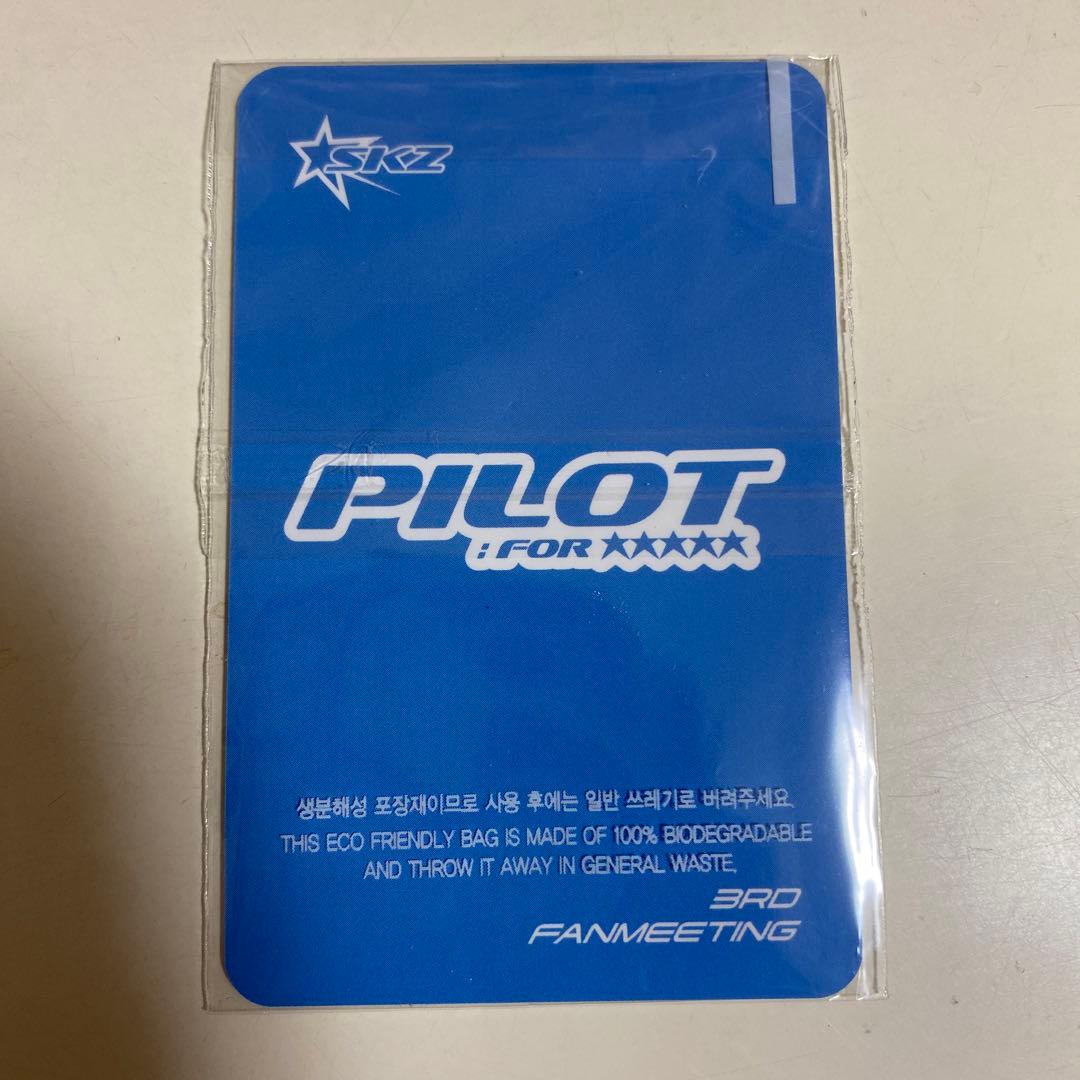 SKZ
PILOT
:FOR ★★★★★
생분해성 포장재이므로 사용 후에는 일반 쓰레기로 버려주세요.
THIS ECO FRIENDLY BAG IS MADE OF 100% BIODEGRADABLE
AND THROW IT AWAY IN GENERAL WASTE.
3RD
FANMEETING